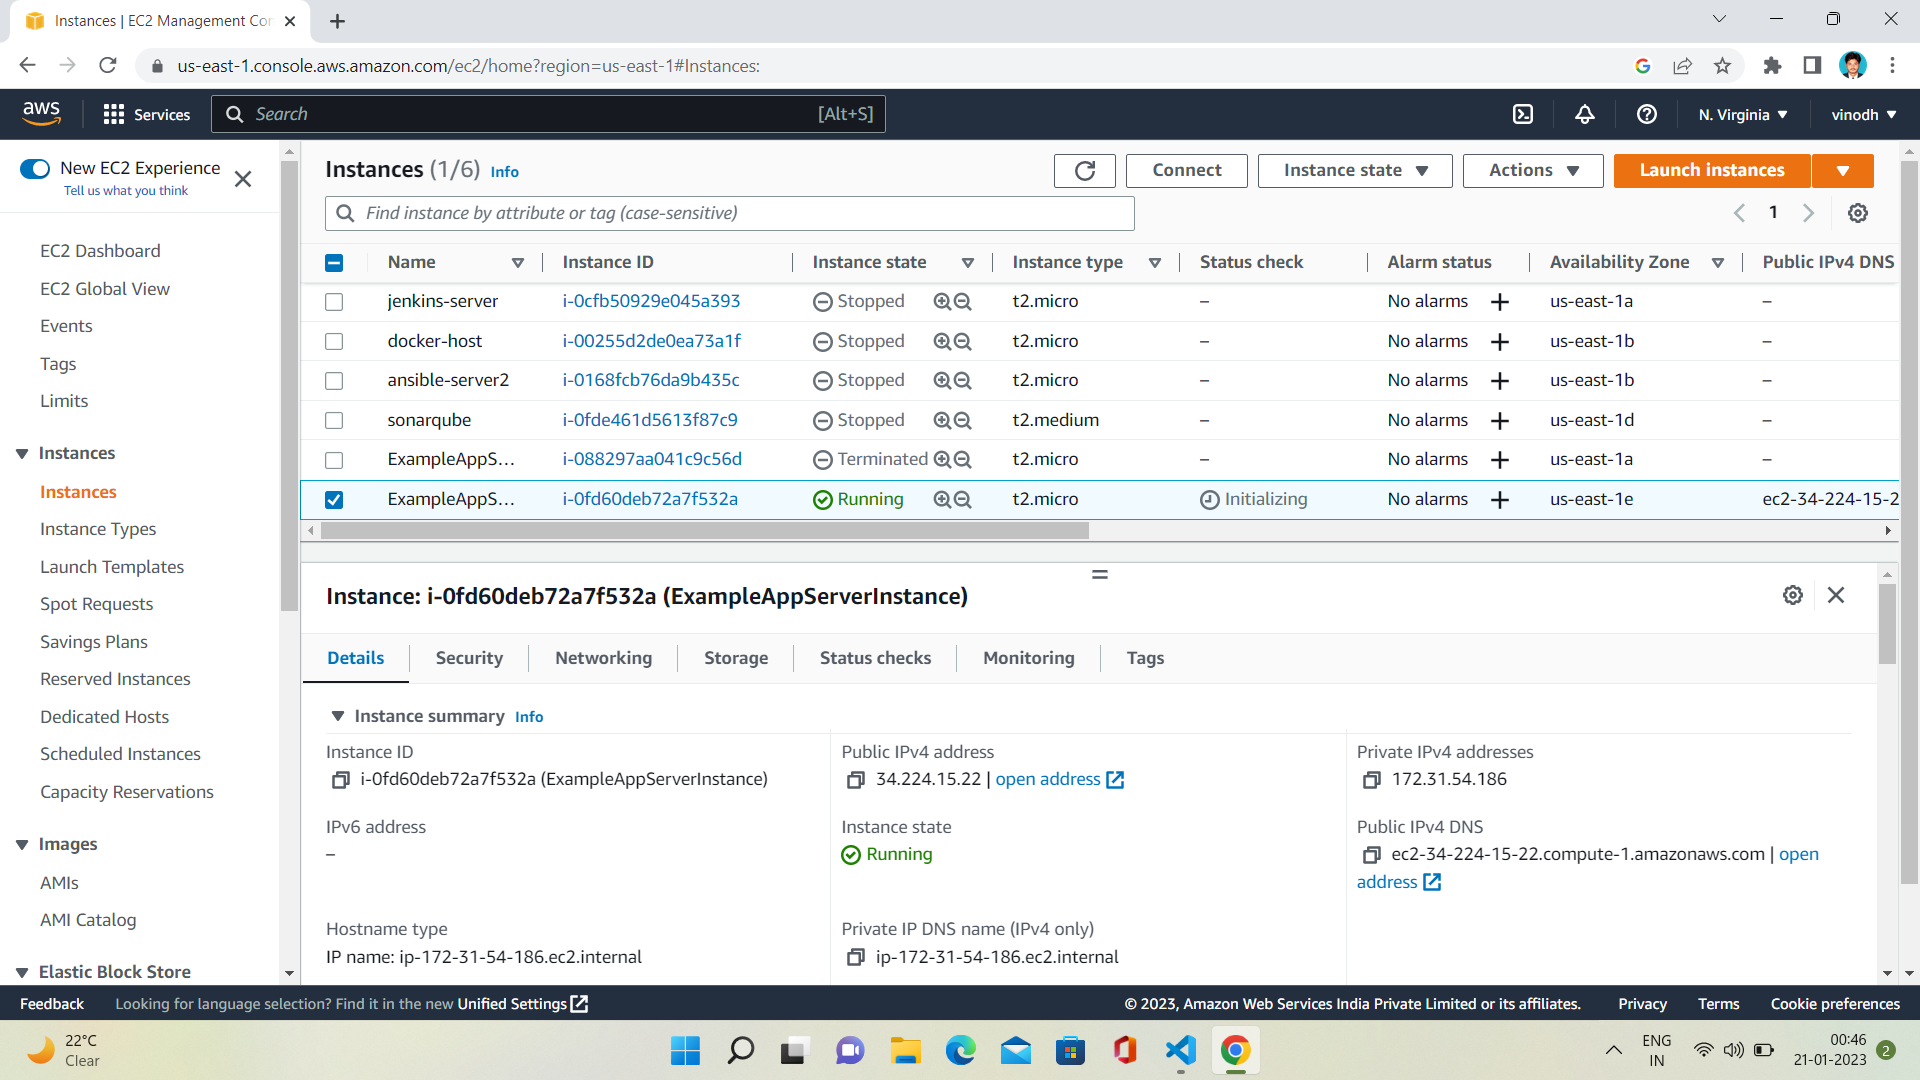 Instances | EC2 Management Con
us-east-1.console.aws.amazon.com/ec2/home?region=us-east-1#Instances:
aws
Services
Search
[Alt+S]
N. Virginia
vinodh
New EC2 Experience
Tell us what you think
EC2 Dashboard
EC2 Global View
Events
Tags
Limits
Instances
Instances
Instance Types
Launch Templates
Spot Requests
Savings Plans
Reserved Instances
Dedicated Hosts
Scheduled Instances
Capacity Reservations
Images
AMIs
AMI Catalog
Elastic Block Store
Instances (1/6) Info
Connect
Instance state
Actions
Launch instances
Find instance by attribute or tag (case-sensitive)
1
Name Instance ID Instance state Instance type Status check Alarm status Availability Zone Public IPv4 DNS
jenkins-server i-0cfb50929e045a393 Stopped t2.micro – No alarms us-east-1a –
docker-host i-00255d2de0ea73a1f Stopped t2.micro – No alarms us-east-1b –
ansible-server2 i-0168fcb76da9b435c Stopped t2.micro – No alarms us-east-1b –
sonarqube i-0fde461d5613f87c9 Stopped t2.medium – No alarms us-east-1d –
ExampleAppS... i-088297aa041c9c56d Terminated t2.micro – No alarms us-east-1a –
ExampleAppS... i-0fd60deb72a7f532a Running t2.micro Initializing No alarms us-east-1e ec2-34-224-15-2
Instance: i-0fd60deb72a7f532a (ExampleAppServerInstance)
Details Security Networking Storage Status checks Monitoring Tags
Instance summary Info
Instance ID
i-0fd60deb72a7f532a (ExampleAppServerInstance)
Public IPv4 address
34.224.15.22 | open address
Private IPv4 addresses
172.31.54.186
IPv6 address
–
Instance state
Running
Public IPv4 DNS
ec2-34-224-15-22.compute-1.amazonaws.com | open
address
Hostname type
IP name: ip-172-31-54-186.ec2.internal
Private IP DNS name (IPv4 only)
ip-172-31-54-186.ec2.internal
Feedback Looking for language selection? Find it in the new Unified Settings © 2023, Amazon Web Services India Private Limited or its affiliates. Privacy Terms Cookie preferences
22°C
Clear
ENG
IN
00:46
21-01-2023
2